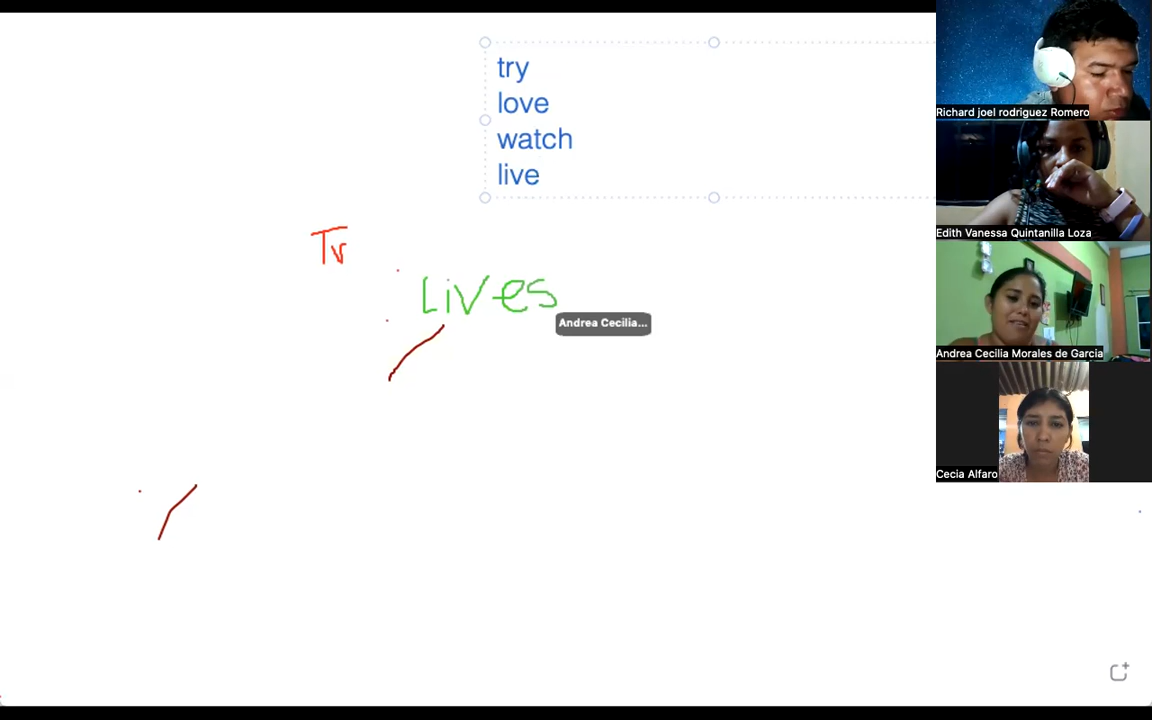 try
love
watch
live
Tr
Lives
Andrea Cecilia...
Richard joel rodriguez Romero
Edith Vanessa Quintanilla Loza
Andrea Cecilia Morales de Garcia
Cecia Alfaro